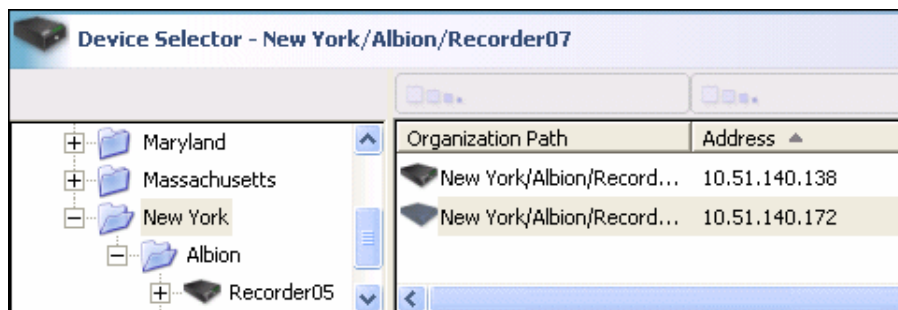 Device Selector - New York/Albion/Recorder07
Organization Path
Address
Maryland
Massachusetts
New York
Albion
Recorder05
New York/Albion/Record... 10.51.140.138
New York/Albion/Record... 10.51.140.172